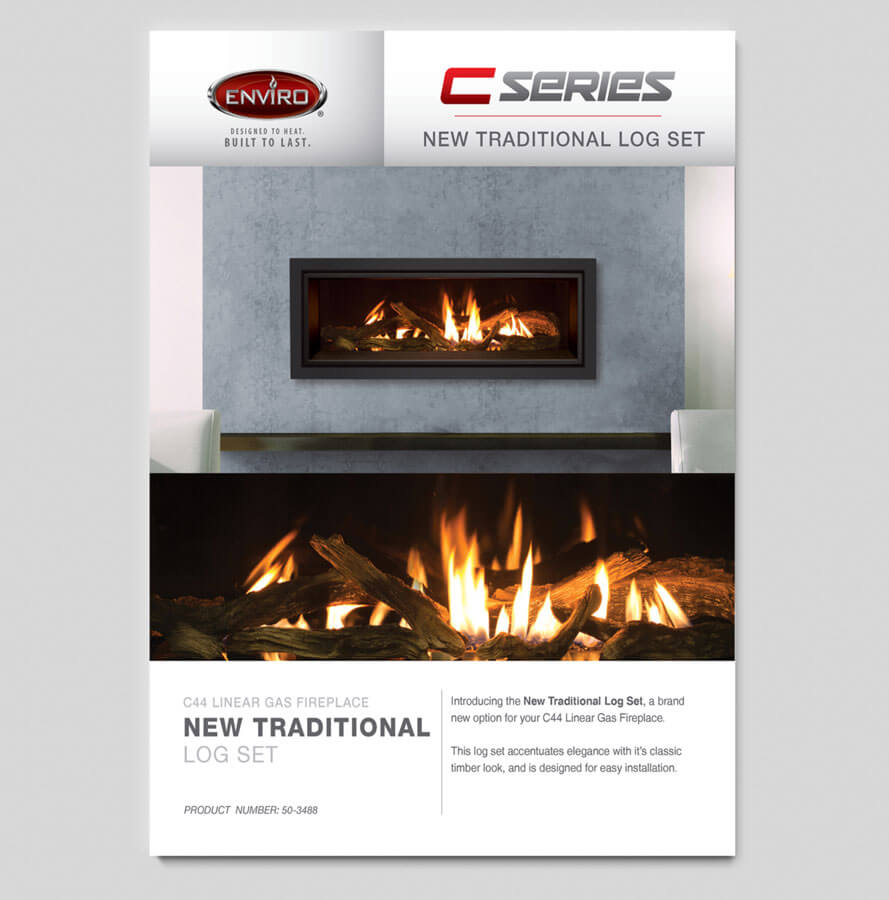 ENVIRO®
DESIGNED TO HEAT.
BUILT TO LAST.
C SERIES
NEW TRADITIONAL LOG SET
C44 LINEAR GAS FIREPLACE
NEW TRADITIONAL
LOG SET
PRODUCT NUMBER: 50-3488
Introducing the New Traditional Log Set, a brand
new option for your C44 Linear Gas Fireplace.
This log set accentuates elegance with it's classic
timber look, and is designed for easy installation.